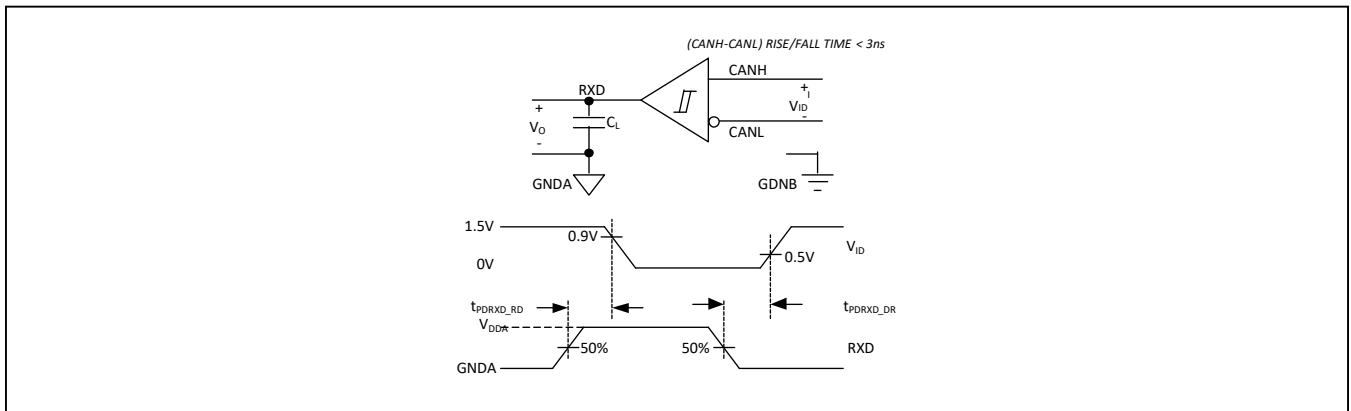 (CANH-CANL) RISE/FALL TIME < 3ns
CANH
RXD
+
+
I
VID
VO
CL
-
-
CANL
GNDA
GDNB
1.5V
0.9V
VID
0.5V
0V
tPDRXD_RD
tPDRXD_DR
VDDA
50%
50%
RXD
GNDA